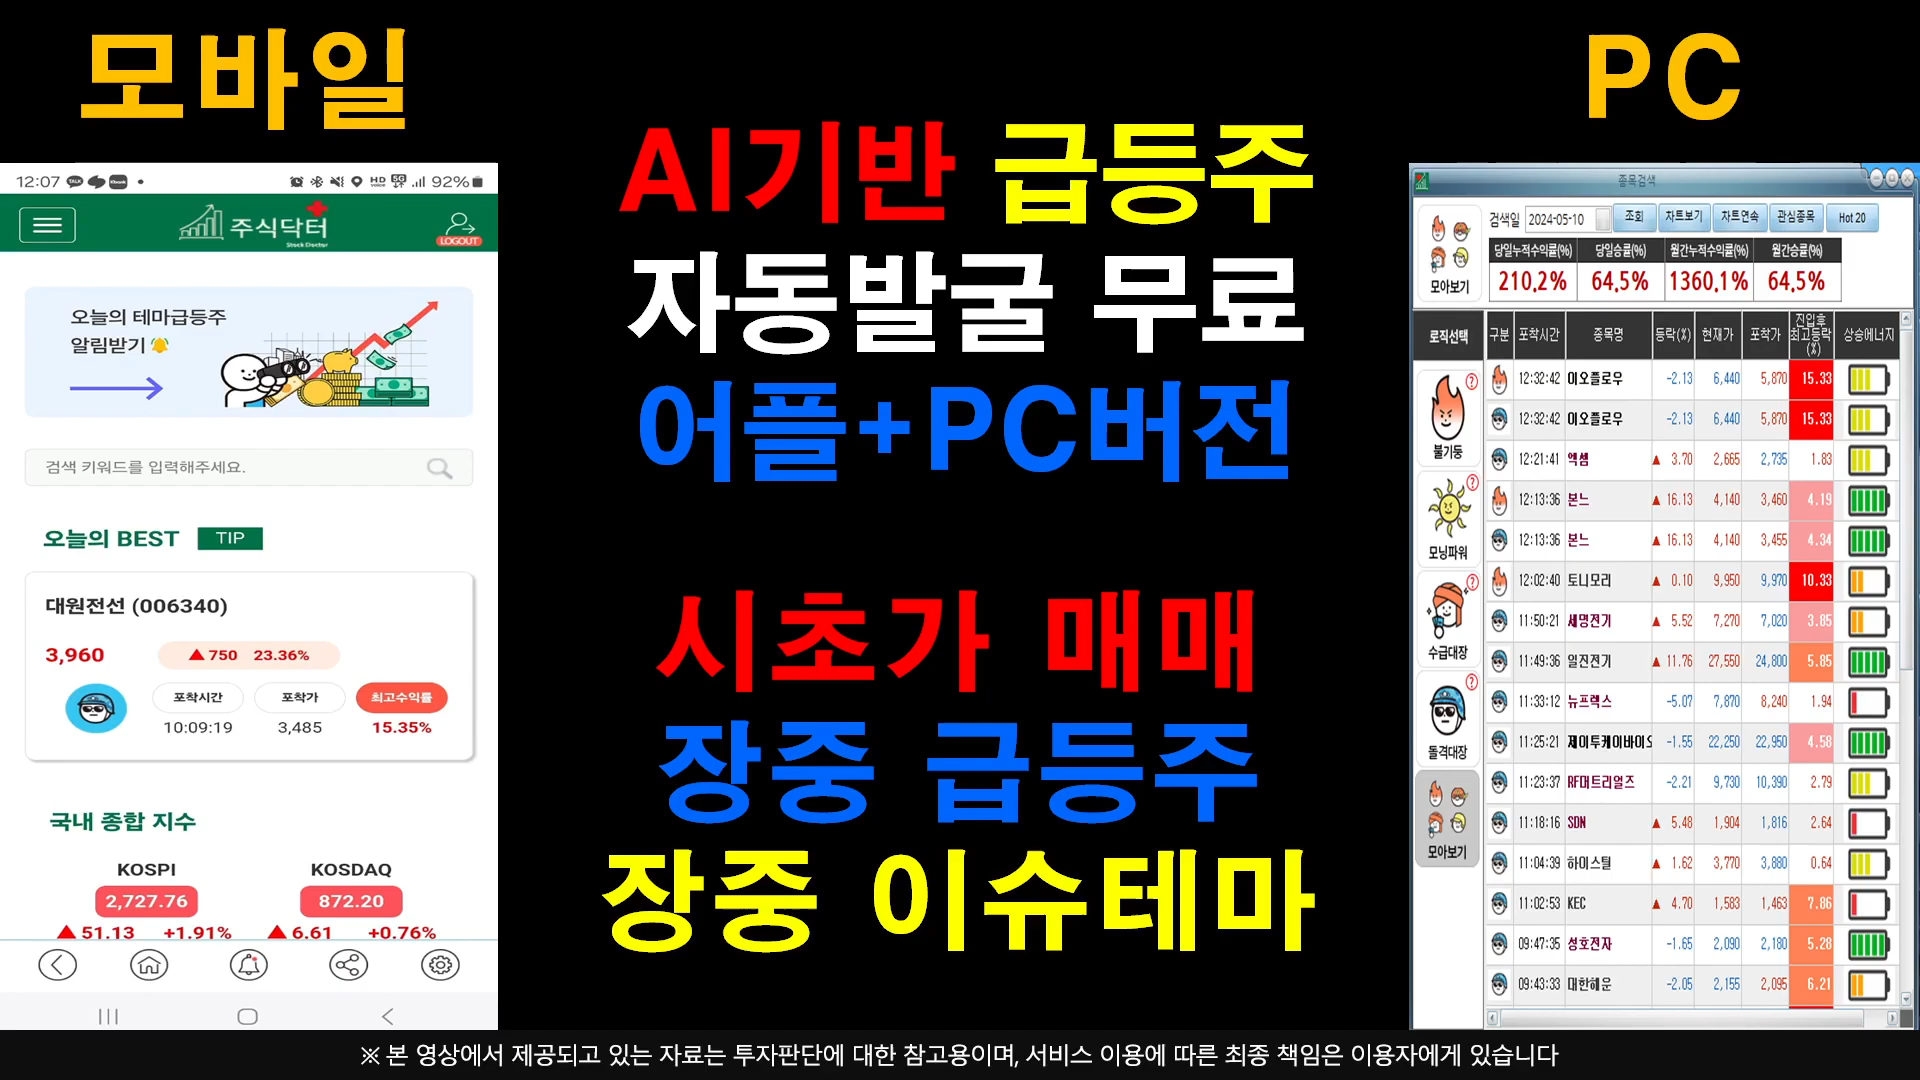 모바일
12:07
HD
5G
92%
주식닥터
Stock Doctor
LOGOUT
오늘의 테마급등주
알림받기
검색 키워드를 입력해주세요.
오늘의 BEST TIP
대원전선 (006340)
3,960 ▲ 750 23.36%
포착시간 포착가 최고수익률
10:09:19 3,485 15.35%
국내 종합 지수
KOSPI KOSDAQ
2,727.76 872.20
▲ 51.13 +1.91% ▲ 6.61 +0.76%
AI기반 급등주
자동발굴 무료
어플+PC버전
시초가 매매
장중 급등주
장중 이슈테마
PC
종목검색
모아보기
검색일 2024-05-10 조회 차트보기 차트연속 관심종목 Hot 20
당일누적수익률(%) 당일승률(%) 월간누적수익률(%) 월간승률(%)
210,2% 64,5% 1360,1% 64,5%
로직선택
불기둥
모닝파워
수급대장
돌격대장
모아보기
구분 포착시간 종목명 등락(%) 현재가 포착가 진입후 최고등락 (%) 상승에너지
12:32:42 이오플로우 -2.13 6,440 5,870 15.33
12:32:42 이오플로우 -2.13 6,440 5,870 15.33
12:21:41 엑셈 ▲ 3.70 2,665 2,735 1.83
12:13:36 본느 ▲ 16.13 4,140 3,460 4.19
12:13:36 본느 ▲ 16.13 4,140 3,455 4.34
12:02:40 토니모리 ▲ 0.10 9,950 9,970 10.33
11:50:21 세명전기 ▲ 5.52 7,270 7,020 3.85
11:49:36 일진전기 ▲ 11.76 27,550 24,800 5.85
11:33:12 뉴프렉스 -5.07 7,870 8,240 1.94
11:25:21 제이투케이바이오 -1.55 22,250 22,950 4.58
11:23:37 RF머트리얼즈 -2.21 9,730 10,390 2.79
11:18:16 SDN ▲ 5.48 1,904 1,816 2.64
11:04:39 하이스틸 ▲ 1.62 3,770 3,880 0.64
11:02:53 KEC ▲ 4.70 1,583 1,463 7.86
09:47:35 성호전자 -1.65 2,090 2,180 5.28
09:43:33 대한해운 -2.05 2,155 2,095 6.21
※ 본 영상에서 제공되고 있는 자료는 투자판단에 대한 참고용이며, 서비스 이용에 따른 최종 책임은 이용자에게 있습니다